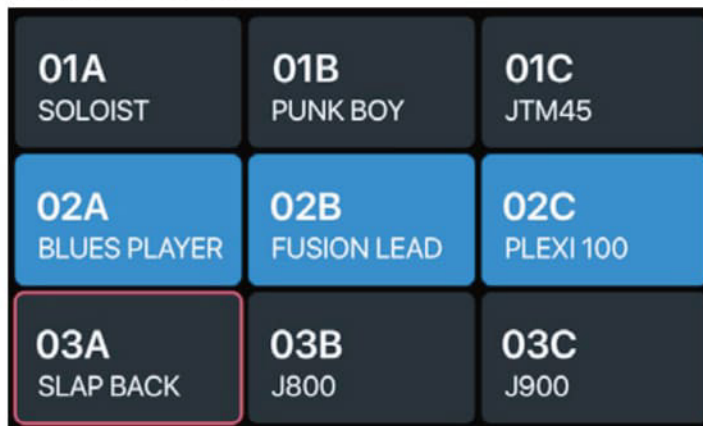 01A
SOLOIST
01B
PUNK BOY
01C
JTM45
02A
BLUES PLAYER
02B
FUSION LEAD
02C
PLEXI 100
03A
SLAP BACK
03B
J800
03C
J900